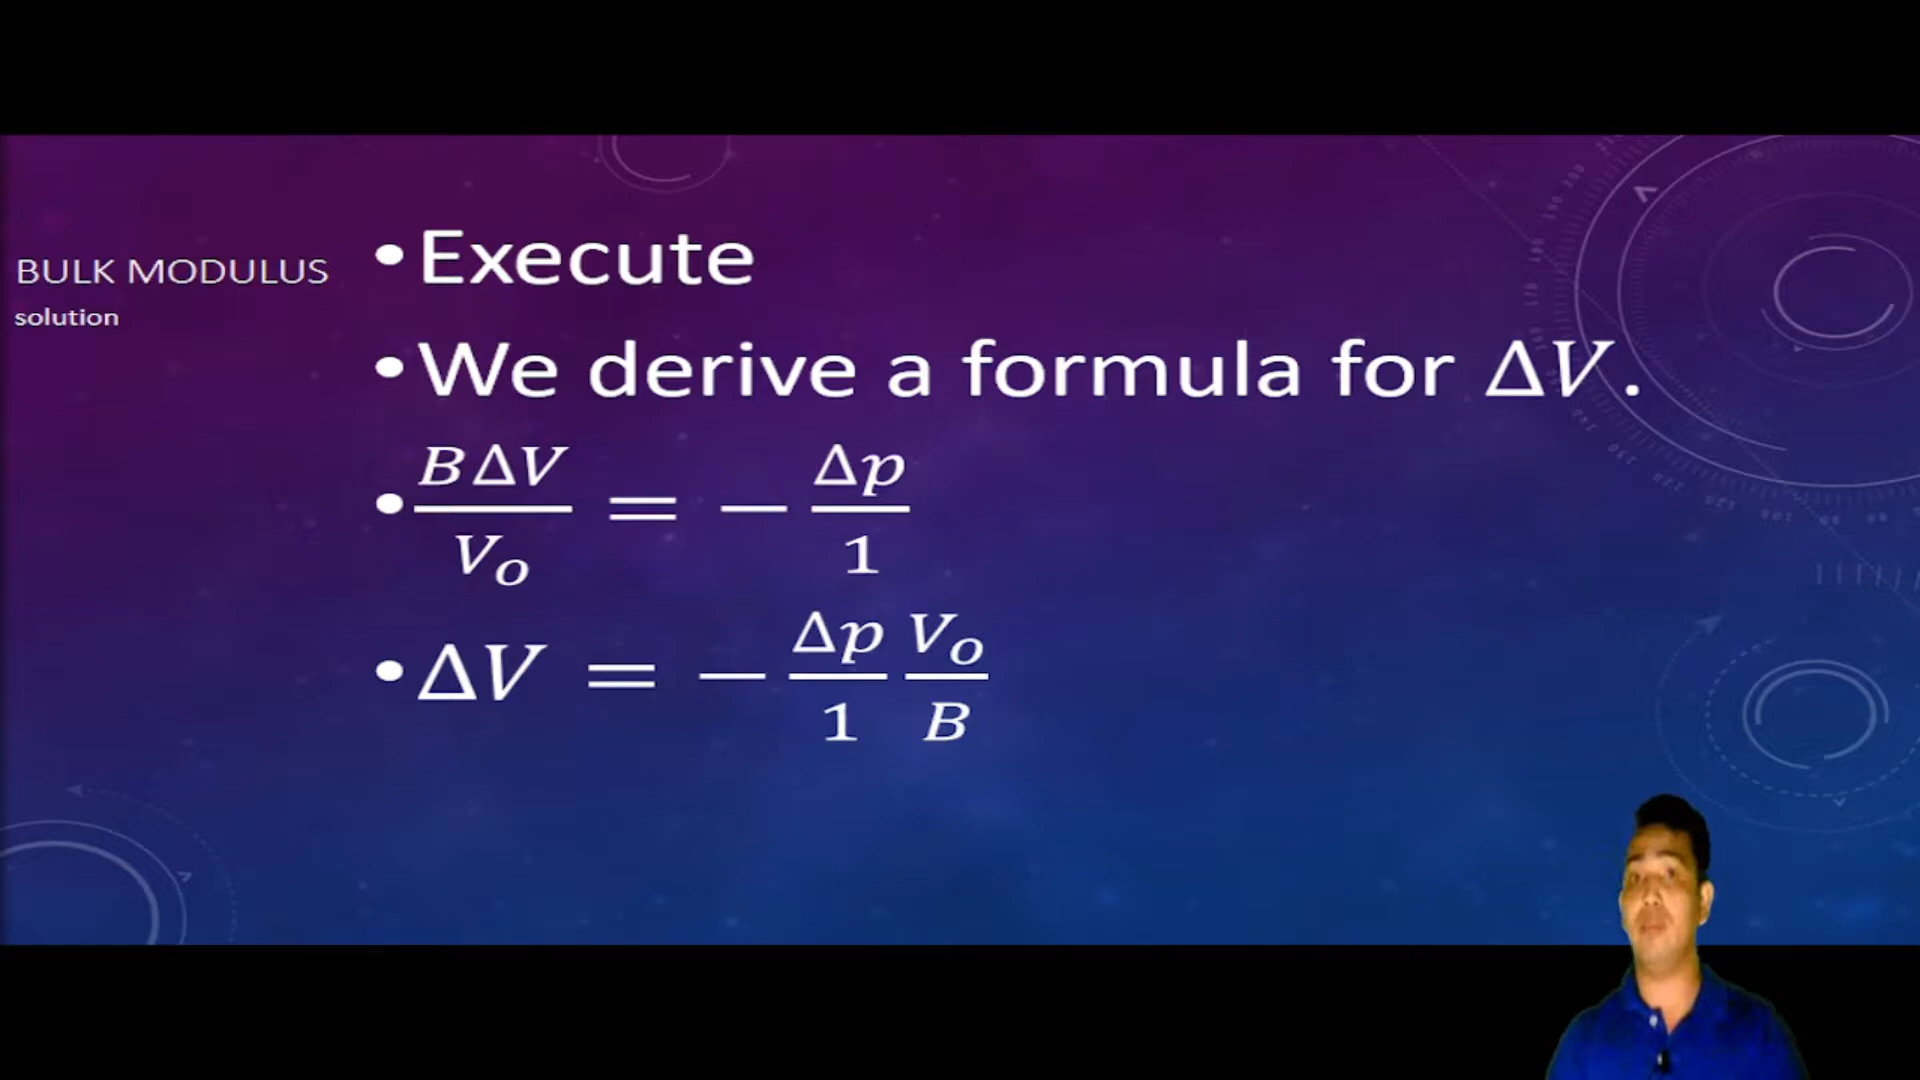 BULK MODULUS
solution
• Execute
• We derive a formula for ΔV.
• BΔV/V₀ = − Δp/1
• ΔV = − Δp/1 V₀/B